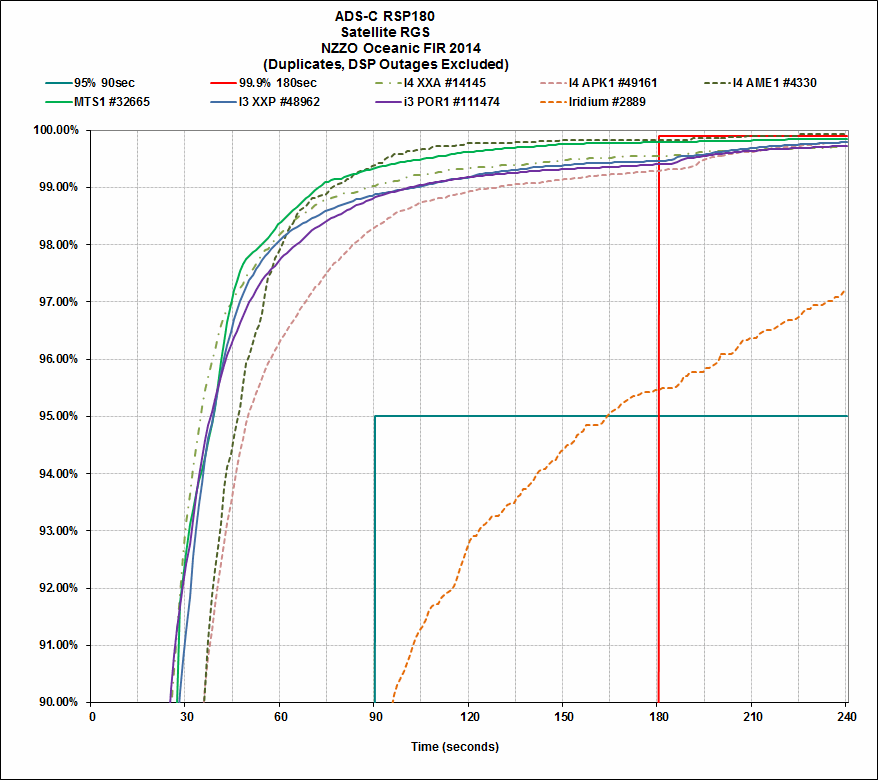 ADS-C RSP180
Satellite RGS
NZZO Oceanic FIR 2014
(Duplicates, DSP Outages Excluded)
95% 90sec 99.9% 180sec I4 XXA #14145 I4 APK1 #49161 I4 AME1 #4330
MTS1 #32665 I3 XXP #48962 i3 POR1 #111474 Iridium #2889
100.00%
99.00%
98.00%
97.00%
96.00%
95.00%
94.00%
93.00%
92.00%
91.00%
90.00%
0 30 60 90 120 150 180 210 240
Time (seconds)